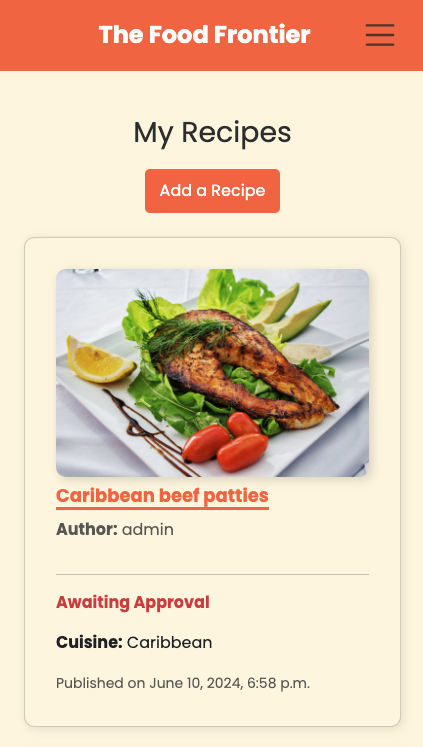 The Food Frontier
My Recipes
Add a Recipe
Caribbean beef patties
Author: admin
Awaiting Approval
Cuisine: Caribbean
Published on June 10, 2024, 6:58 p.m.